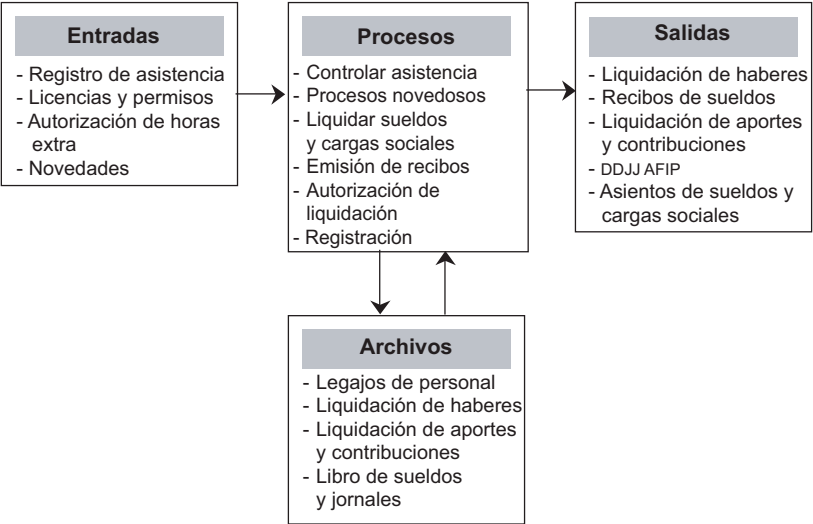 Entradas
- Registro de asistencia
- Licencias y permisos
- Autorización de horas
extra
- Novedades
Procesos
- Controlar asistencia
- Procesos novedosos
- Liquidar sueldos
y cargas sociales
- Emisión de recibos
- Autorización de
liquidación
- Registración
Salidas
- Liquidación de haberes
- Recibos de sueldos
- Liquidación de aportes
y contribuciones
- DDJJ AFIP
- Asientos de sueldos y
cargas sociales
Archivos
- Legajos de personal
- Liquidación de haberes
- Liquidación de aportes
y contribuciones
- Libro de sueldos
y jornales